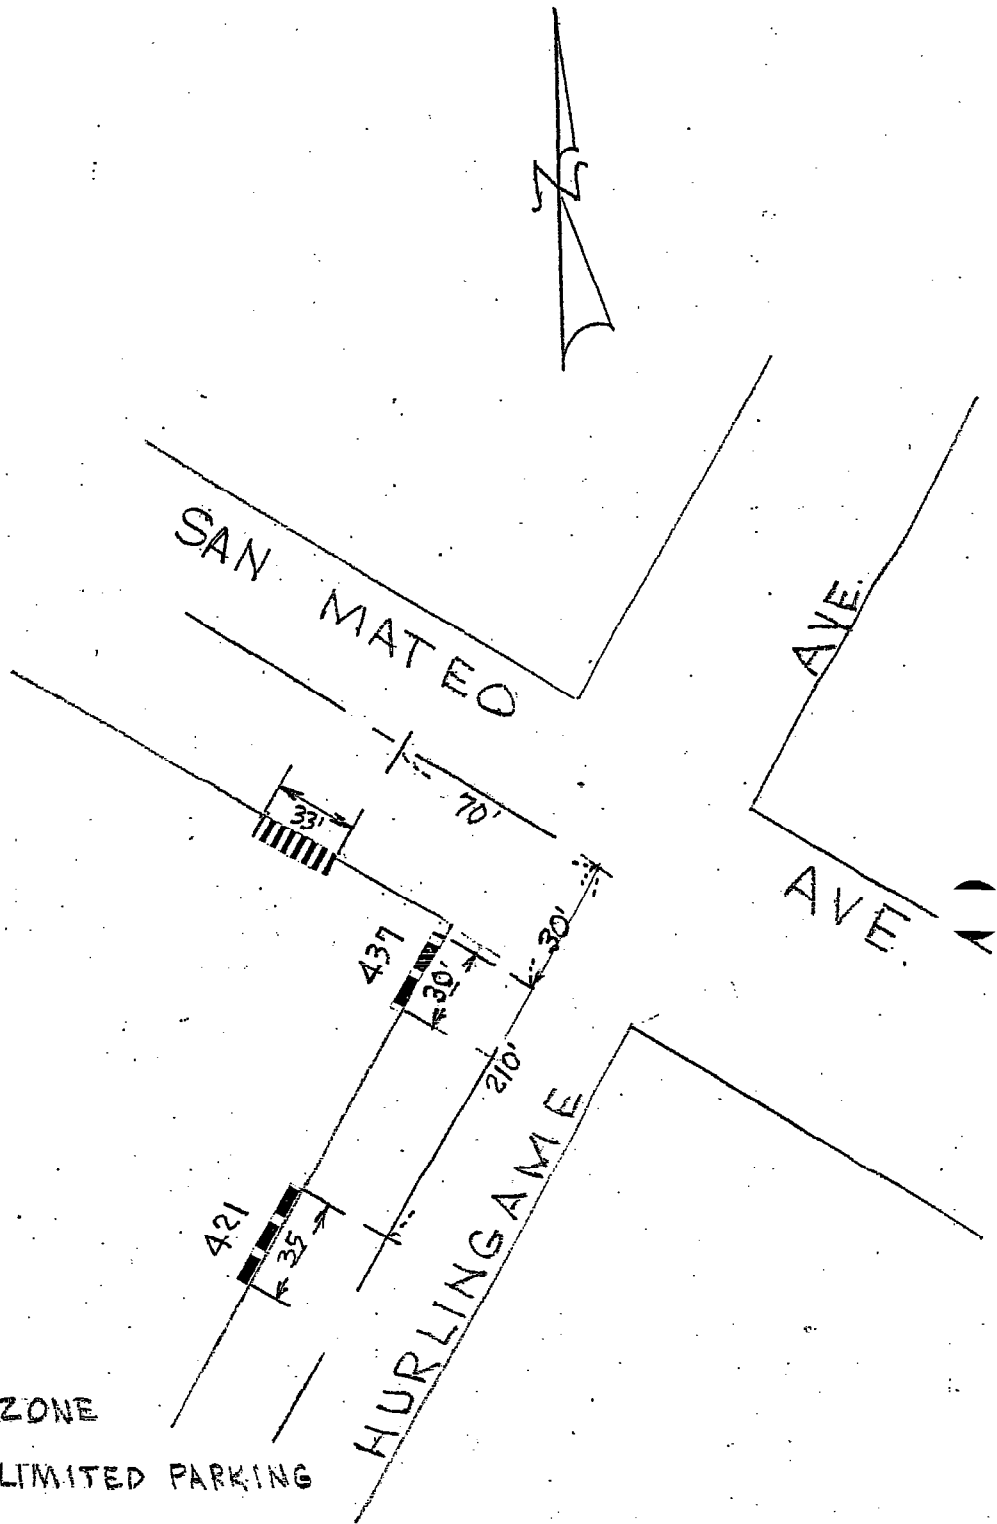 N
SAN MATEO AVE.
HURLINGAME AVE.
33'
70'
437
30'
30'
210'
421
35
ZONE
LIMITED PARKING